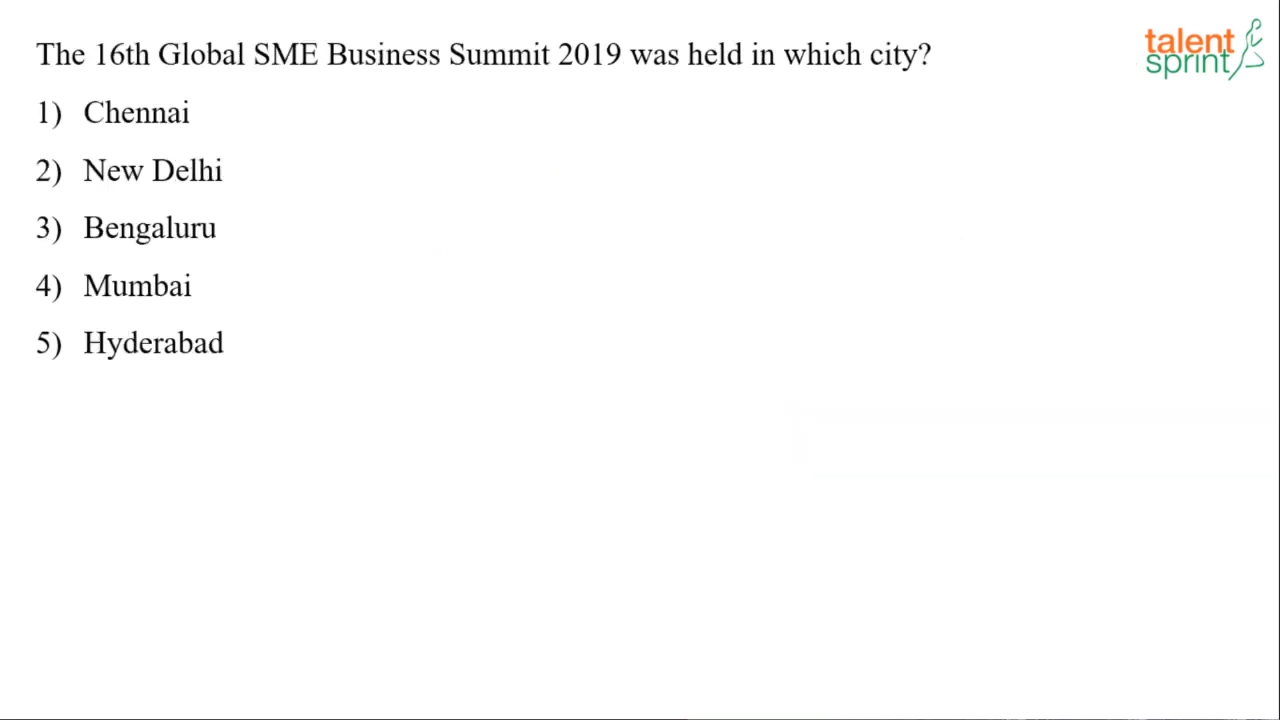 The 16th Global SME Business Summit 2019 was held in which city?
talent
sprint
1) Chennai
2) New Delhi
3) Bengaluru
4) Mumbai
5) Hyderabad